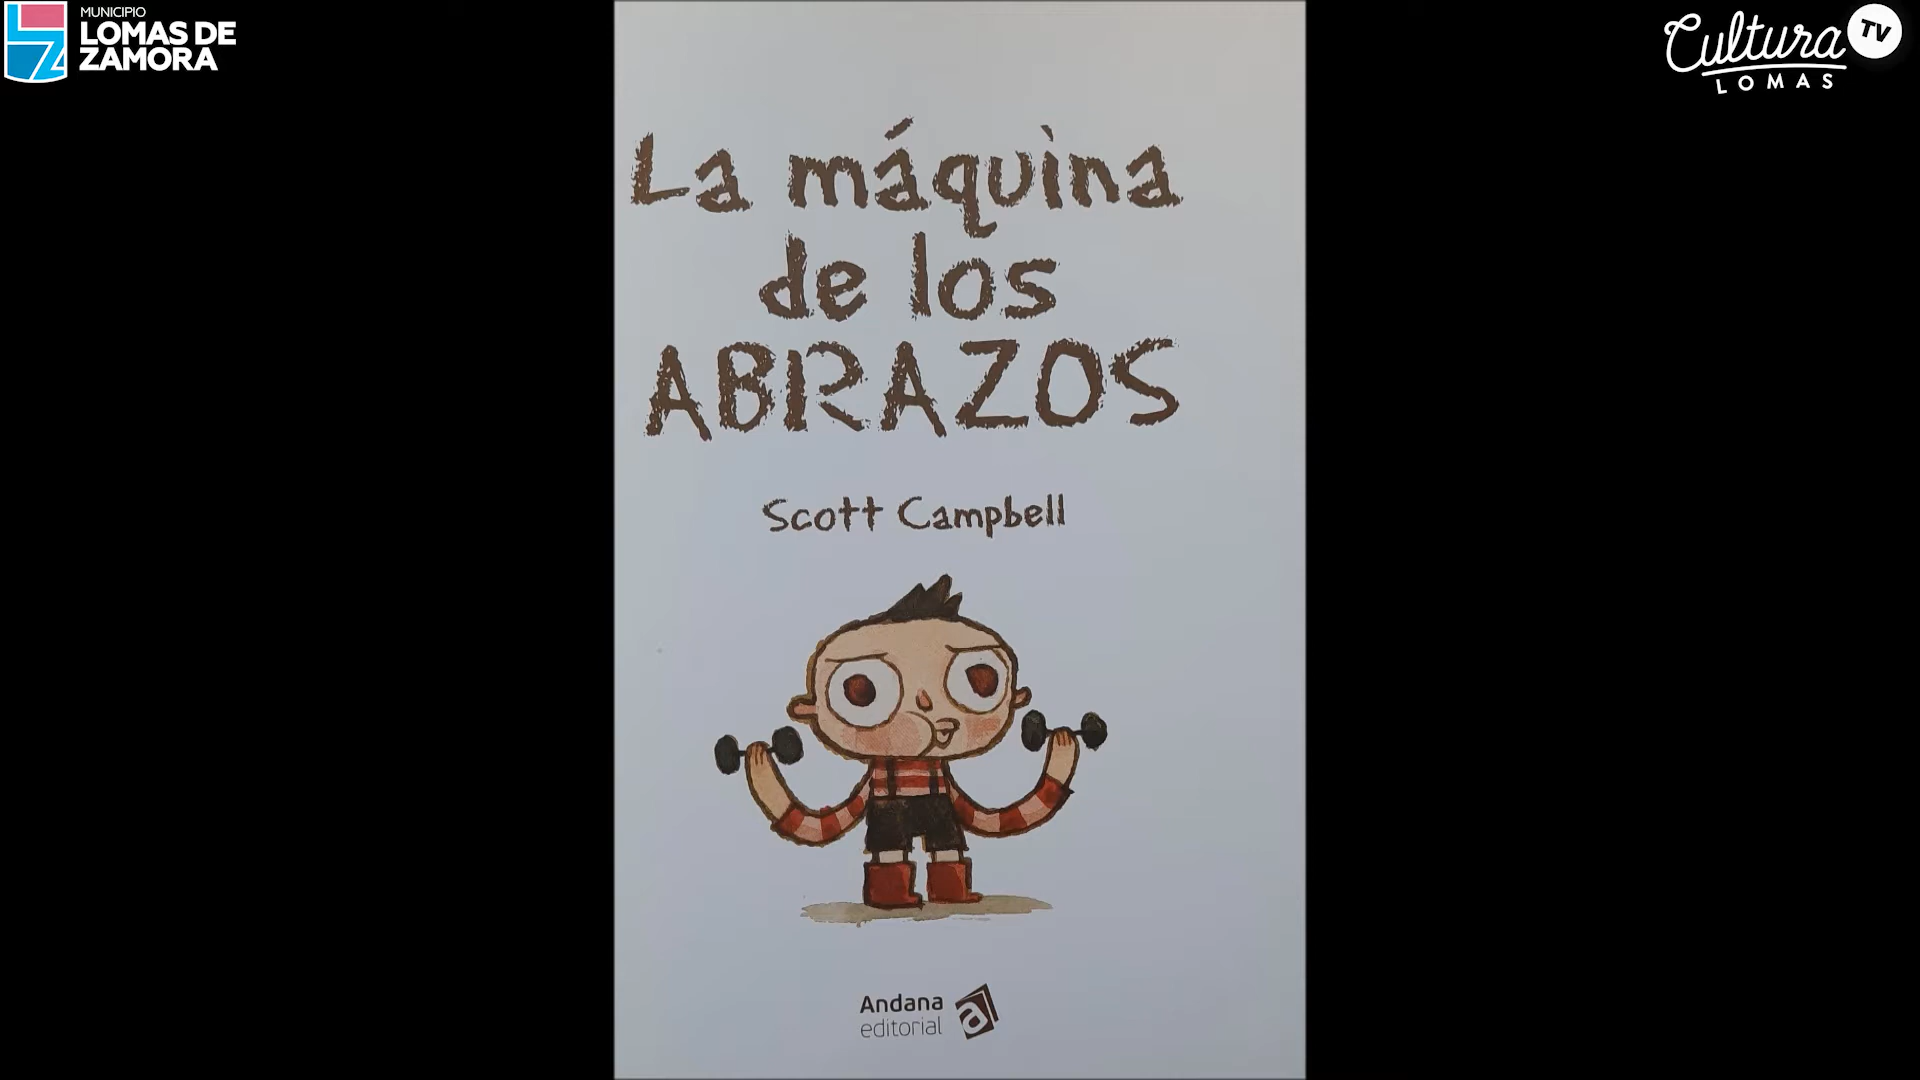 MUNICIPIO
LOMAS DE
ZAMORA
Cultura TV
LOMAS
La máquina
de los
ABRAZOS
Scott Campbell
Andana
editorial
a